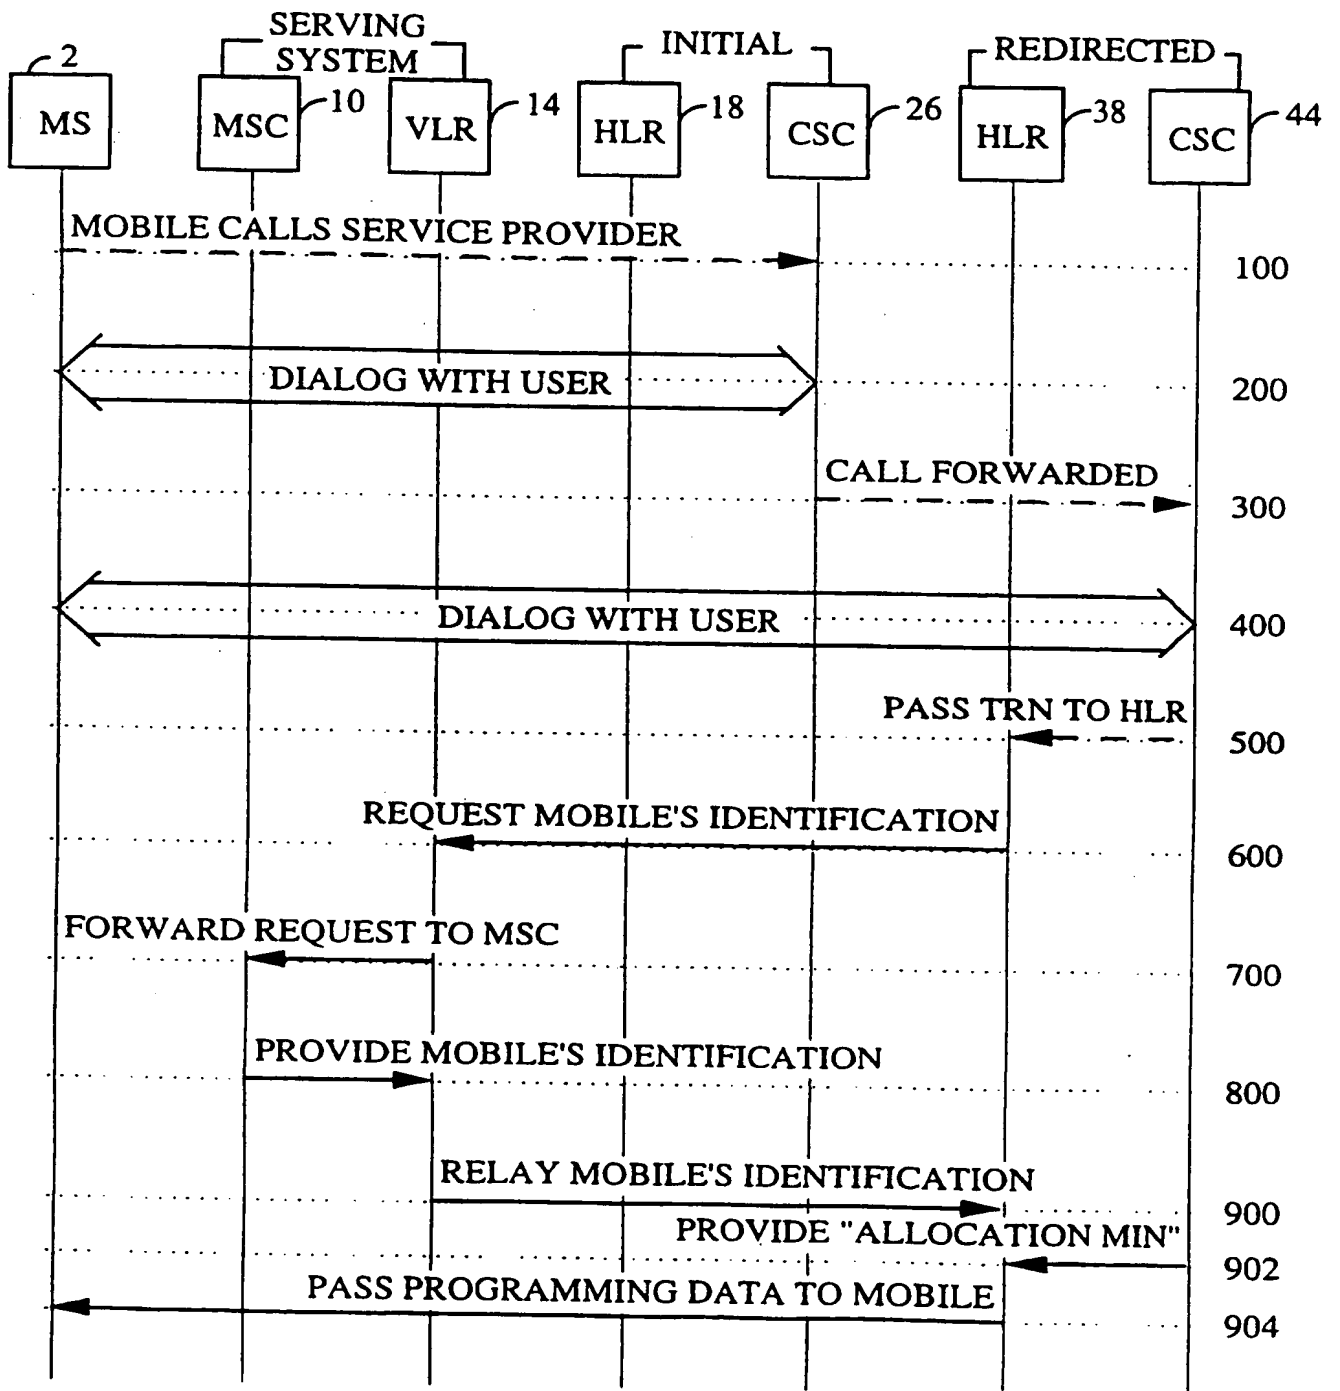 SERVING
SYSTEM
INITIAL
REDIRECTED
2
10
14
18
26
38
44
MS
MSC
VLR
HLR
CSC
HLR
CSC
MOBILE CALLS SERVICE PROVIDER
100
DIALOG WITH USER
200
CALL FORWARDED
300
DIALOG WITH USER
400
PASS TRN TO HLR
500
REQUEST MOBILE'S IDENTIFICATION
600
FORWARD REQUEST TO MSC
700
PROVIDE MOBILE'S IDENTIFICATION
800
RELAY MOBILE'S IDENTIFICATION
900
PROVIDE "ALLOCATION MIN"
902
PASS PROGRAMMING DATA TO MOBILE
904